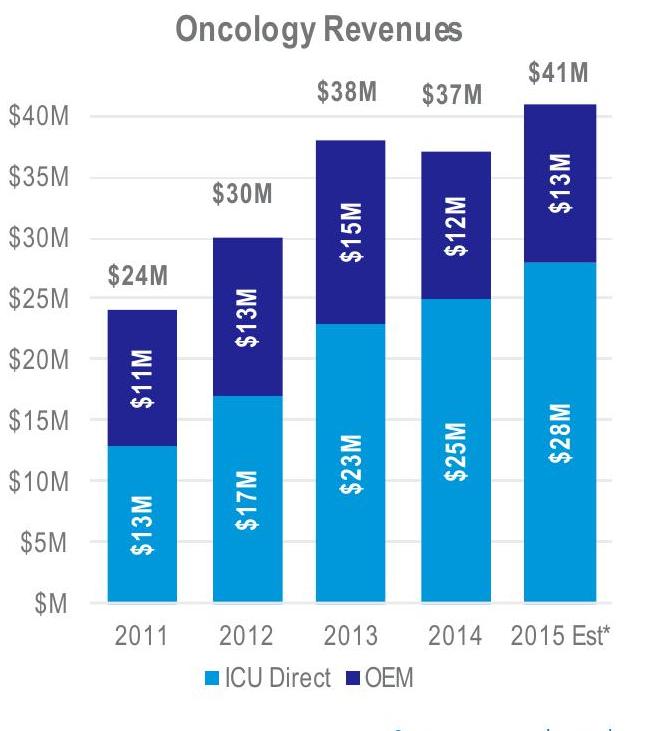 Oncology Revenues
$41M
$38M
$37M
$40M
$35M
$30M
$30M
$24M
$25M
$20M
$15M
$10M
$5M
$M
$11M
$13M
$13M
$17M
$15M
$23M
$12M
$25M
$13M
$28M
2011 2012 2013 2014 2015 Est*
ICU Direct OEM